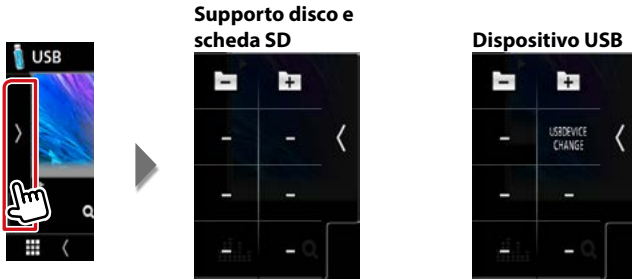 Supporto disco e
scheda SD
Dispositivo USB
USB
USBDEVICE
CHANGE